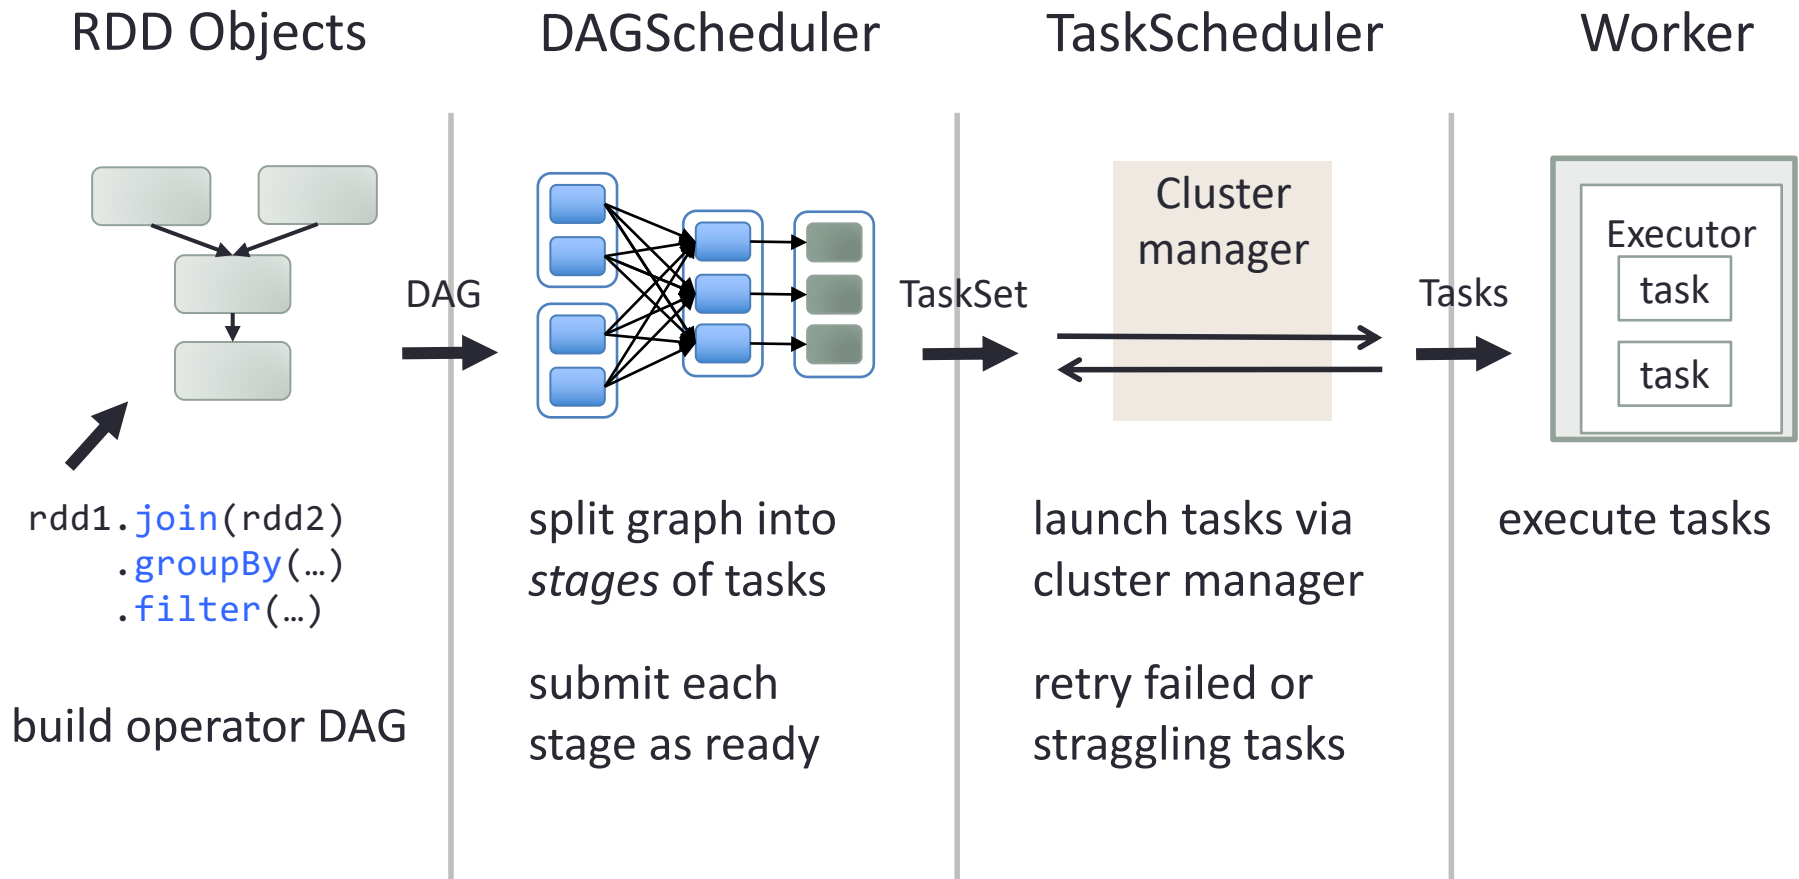 RDD Objects
DAGScheduler
TaskScheduler
Worker
DAG
TaskSet
Cluster
manager
Tasks
Executor
task
task
rdd1.join(rdd2)
.groupBy(…)
.filter(…)
build operator DAG
split graph into
stages of tasks
submit each
stage as ready
launch tasks via
cluster manager
retry failed or
straggling tasks
execute tasks